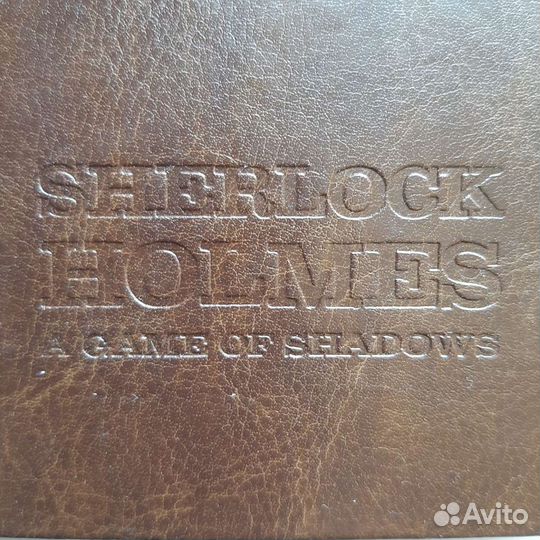 SHERLOCK
HOLMES
A GAME OF SHADOWS
Avito